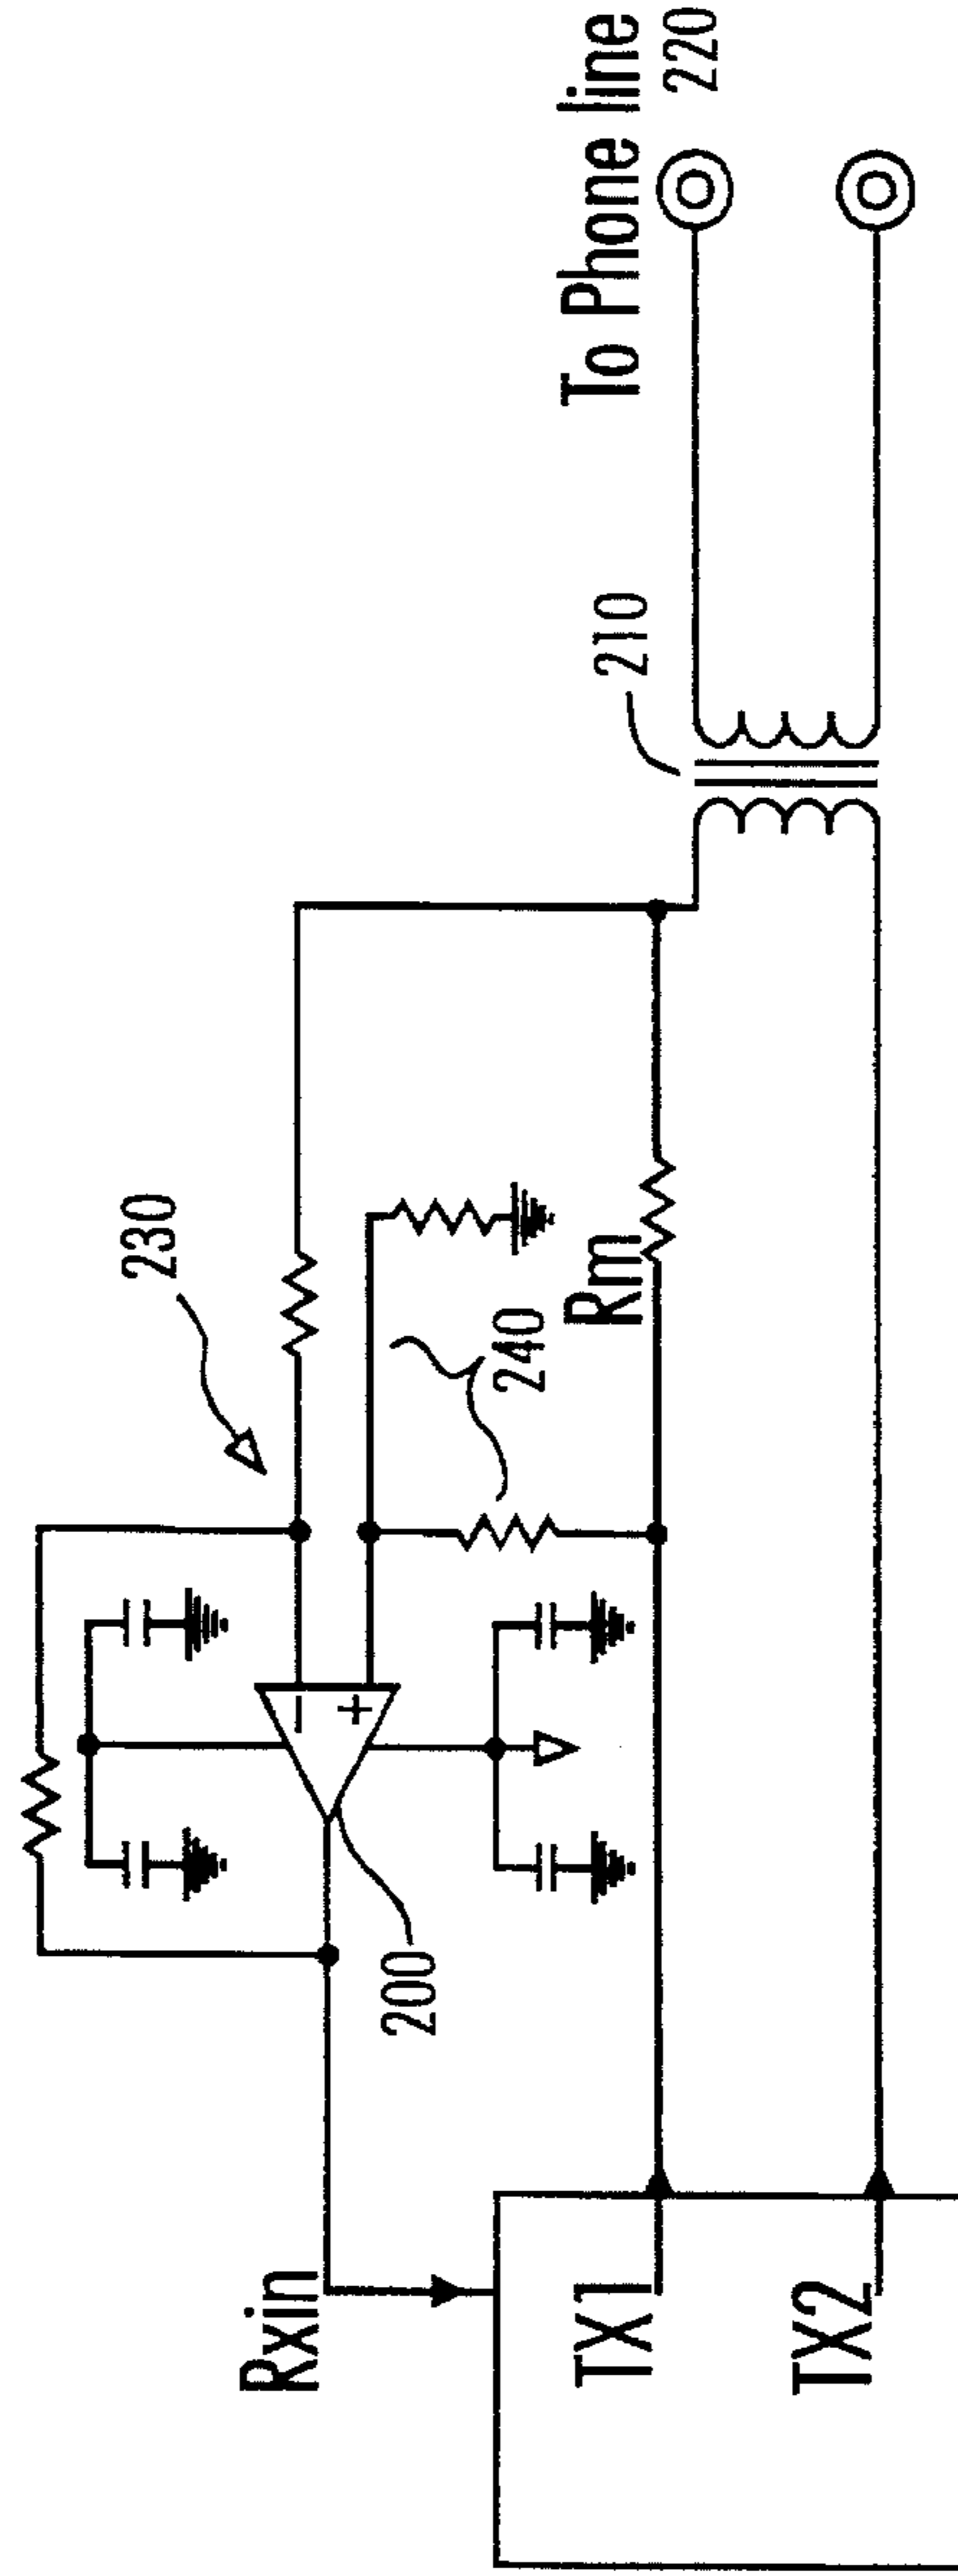 To Phone line
220
210
230
240
Rm
−
+
200
Rxin
TX1
TX2